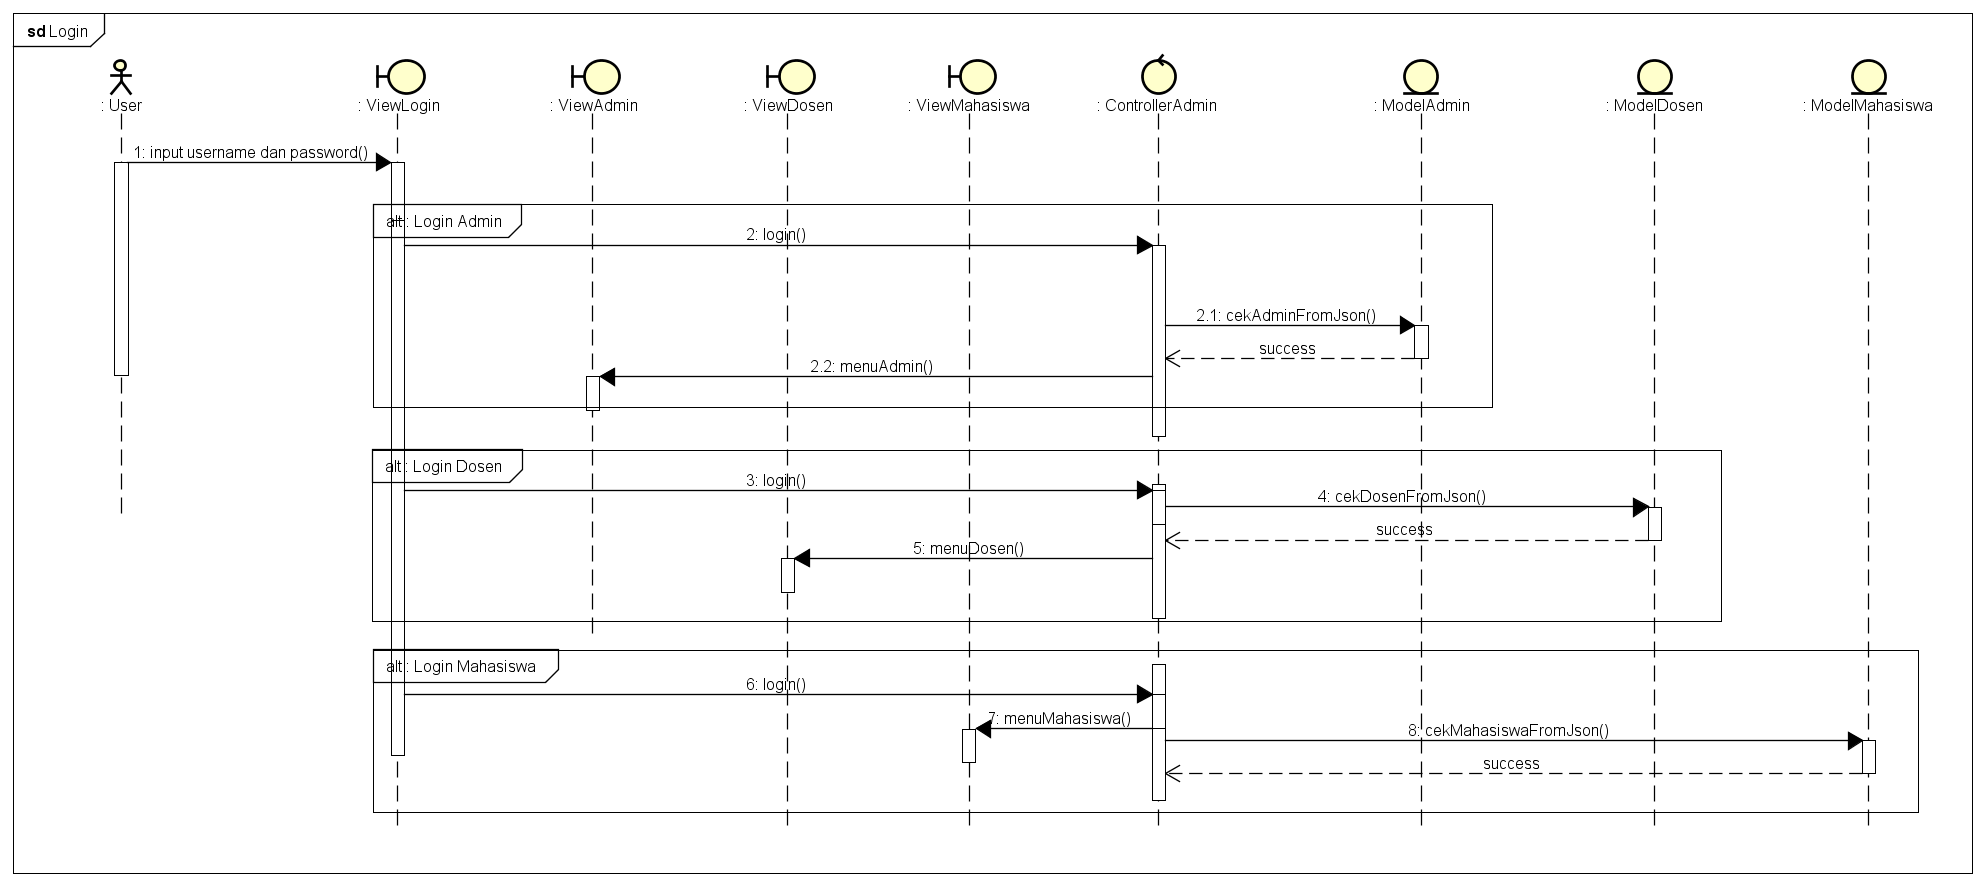 sd Login
: User
: ViewLogin
: ViewAdmin
: ViewDosen
: ViewMahasiswa
: ControllerAdmin
: ModelAdmin
: ModelDosen
: ModelMahasiswa
1: input username dan password()
alt : Login Admin
2: login()
2.1: cekAdminFromJson()
success
2.2: menuAdmin()
alt : Login Dosen
3: login()
4: cekDosenFromJson()
success
5: menuDosen()
alt : Login Mahasiswa
6: login()
7: menuMahasiswa()
8: cekMahasiswaFromJson()
success